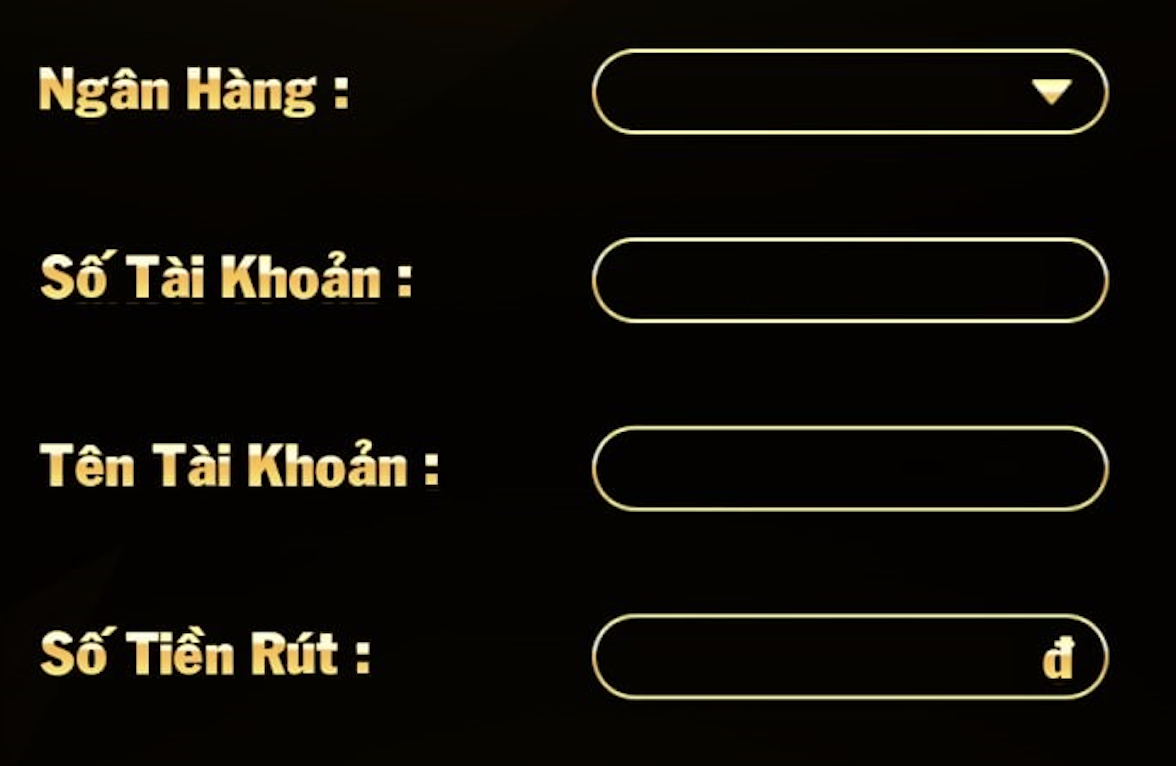 Ngân Hàng :
Số Tài Khoản :
Tên Tài Khoản :
Số Tiền Rút :
đ